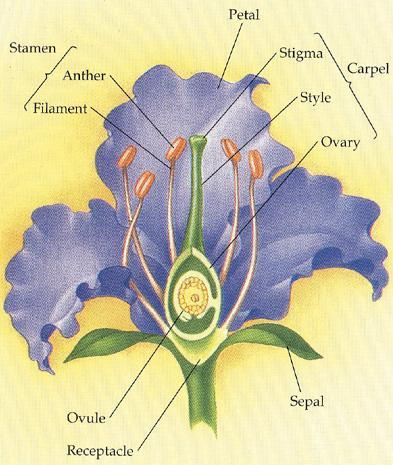 Petal
Stamen
Stigma
Carpel
Anther
Style
Filament
Ovary
Sepal
Ovule
Receptacle